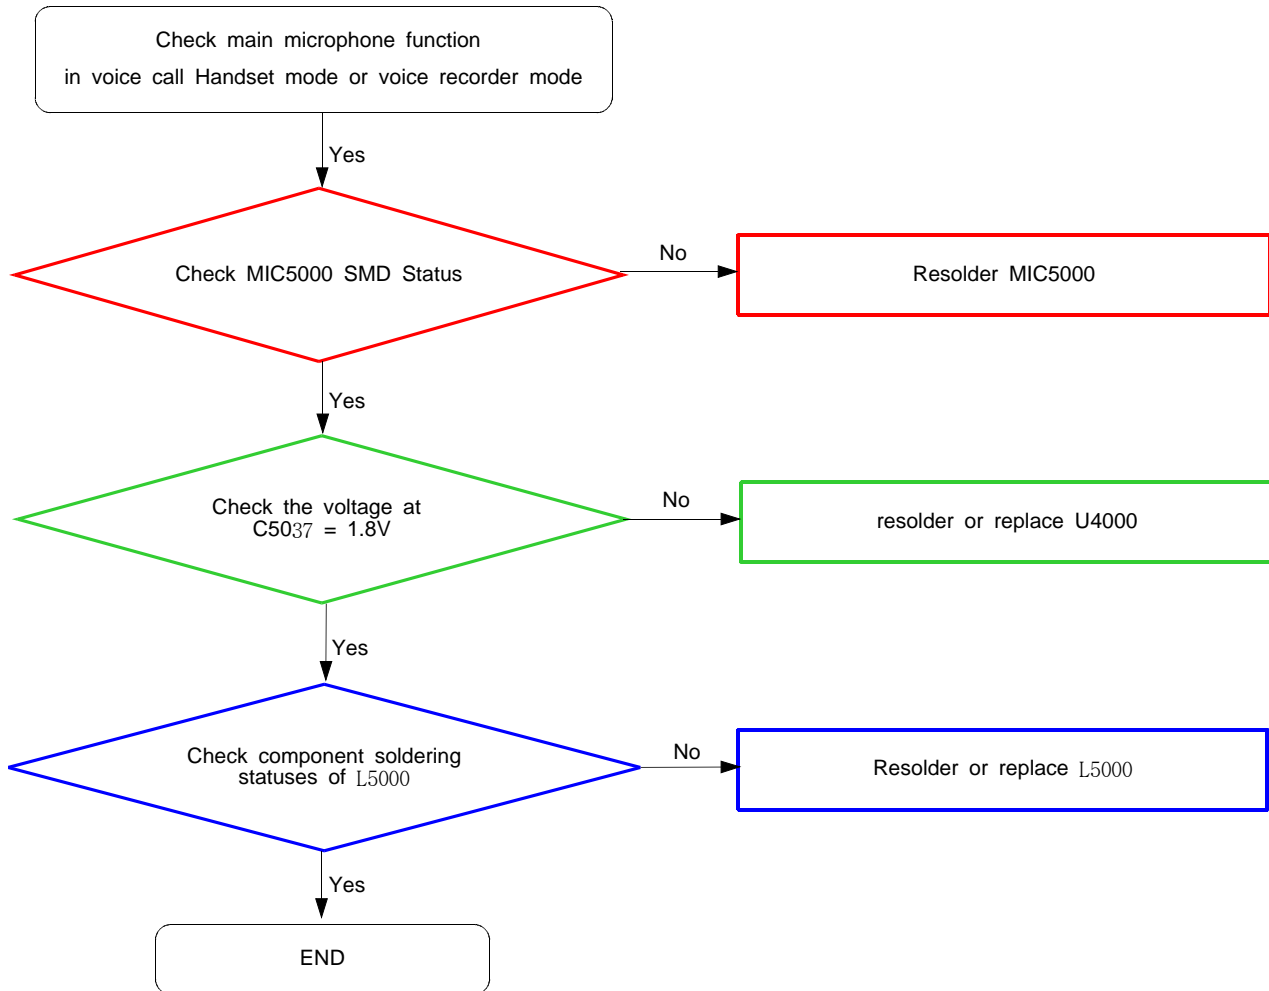 Check main microphone function
in voice call Handset mode or voice recorder mode
Yes
Check MIC5000 SMD Status
No
Resolder MIC5000
Yes
Check the voltage at
C5037 = 1.8V
No
resolder or replace U4000
Yes
Check component soldering
statuses of L5000
No
Resolder or replace L5000
Yes
END